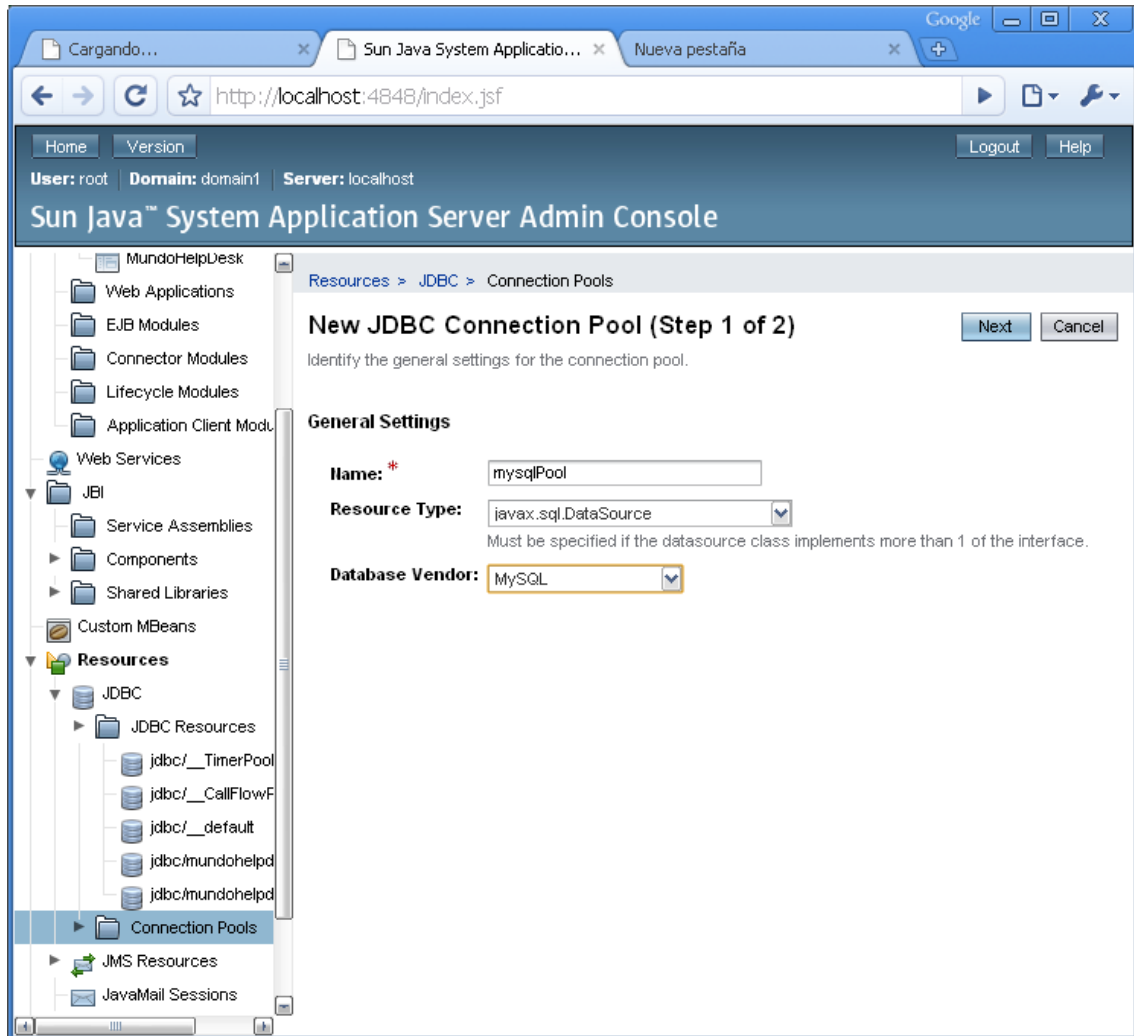 Google
Cargando...
Sun Java System Applicatio...
Nueva pestaña
http://localhost:4848/index.jsf
Home Version Logout Help
User: root Domain: domain1 Server: localhost
Sun Java™ System Application Server Admin Console
MundoHelpDesk
Web Applications
EJB Modules
Connector Modules
Lifecycle Modules
Application Client Modu
Web Services
JBI
Service Assemblies
Components
Shared Libraries
Custom MBeans
Resources
JDBC
JDBC Resources
jdbc/__TimerPool
jdbc/__CallFlowP
jdbc/__default
jdbc/mundohelpd
jdbc/mundohelpd
Connection Pools
JMS Resources
JavaMail Sessions
Resources > JDBC > Connection Pools
New JDBC Connection Pool (Step 1 of 2)
Next Cancel
Identify the general settings for the connection pool.
General Settings
Name: * mysqlPool
Resource Type: javax.sql.DataSource
Must be specified if the datasource class implements more than 1 of the interface.
Database Vendor: MySQL